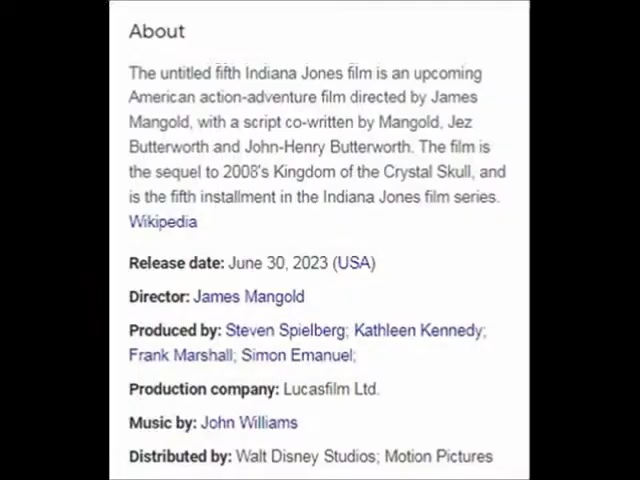 About
The untitled fifth Indiana Jones film is an upcoming
American action-adventure film directed by James
Mangold, with a script co-written by Mangold, Jez
Butterworth and John-Henry Butterworth. The film is
the sequel to 2008's Kingdom of the Crystal Skull, and
is the fifth installment in the Indiana Jones film series.
Wikipedia
Release date: June 30, 2023 (USA)
Director: James Mangold
Produced by: Steven Spielberg; Kathleen Kennedy;
Frank Marshall; Simon Emanuel;
Production company: Lucasfilm Ltd.
Music by: John Williams
Distributed by: Walt Disney Studios; Motion Pictures